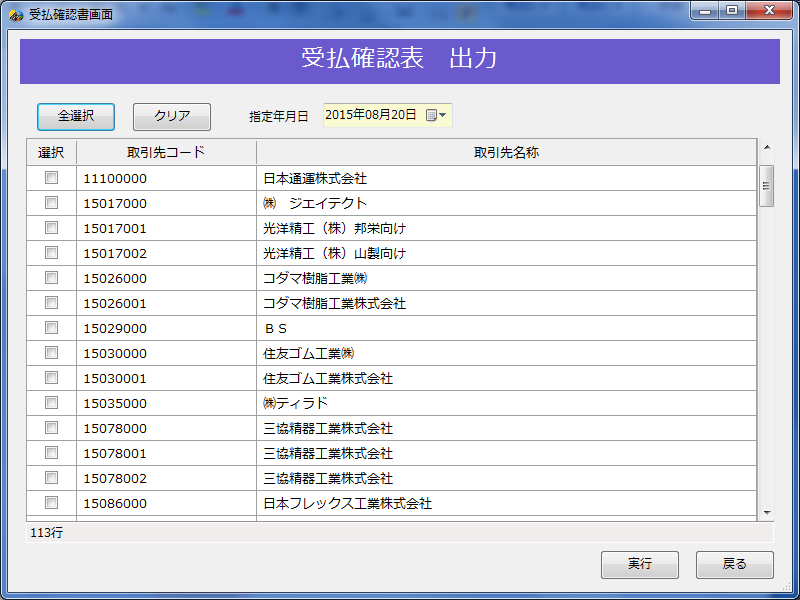 受払確認書画面
受払確認表　出力
全選択 クリア 指定年月日 2015年08月20日
選択 取引先コード 取引先名称
11100000 日本通運株式会社
15017000 ㈱　ジエイテクト
15017001 光洋精工（株）邦栄向け
15017002 光洋精工（株）山製向け
15026000 コダマ樹脂工業㈱
15026001 コダマ樹脂工業株式会社
15029000 ＢＳ
15030000 住友ゴム工業㈱
15030001 住友ゴム工業株式会社
15035000 ㈱ティラド
15078000 三協精器工業株式会社
15078001 三協精器工業株式会社
15078002 三協精器工業株式会社
15086000 日本フレックス工業株式会社
113行
実行 戻る